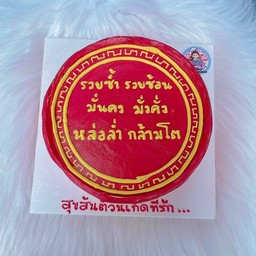 รวยซ้ำ รวยซ้อน
มั่นคง มั่งคั่ง
หล่อล่ำ กล้ามโต
สุขสันตวนเกิดที่รัก...